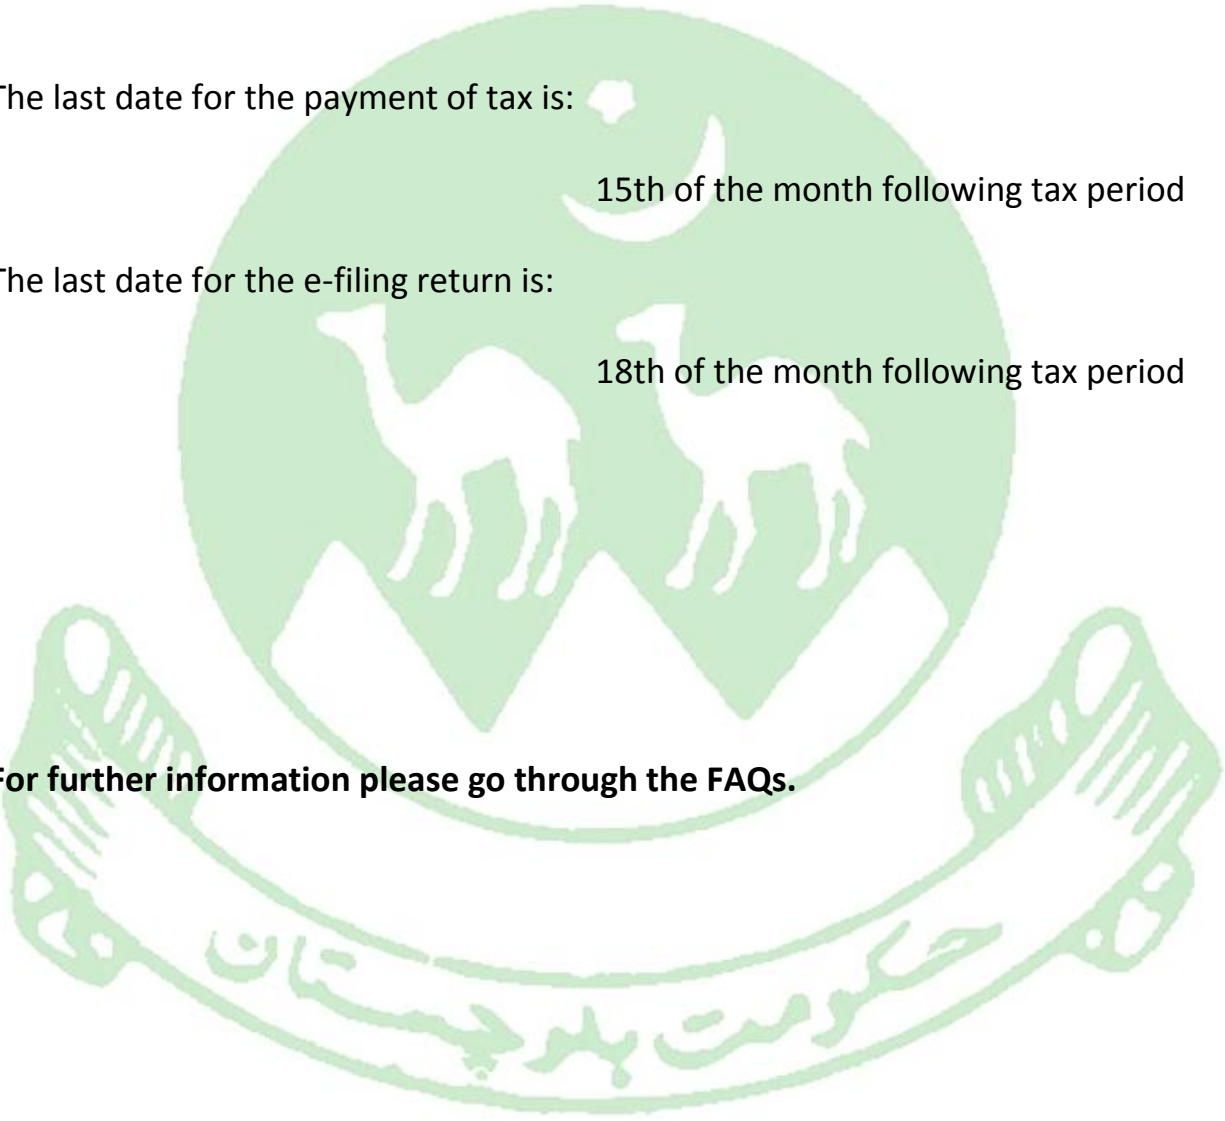 The last date for the payment of tax is:
15th of the month following tax period
The last date for the e-filing return is:
18th of the month following tax period
For further information please go through the FAQs.
حکومت بلوچستان